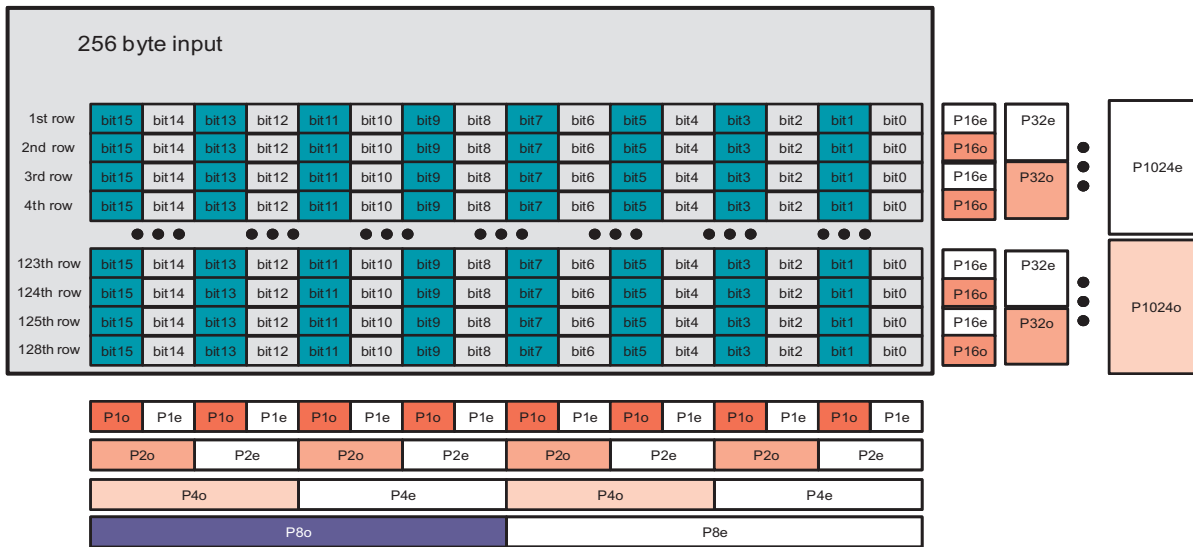 256 byte input
1st row bit15 bit14 bit13 bit12 bit11 bit10 bit9 bit8 bit7 bit6 bit5 bit4 bit3 bit2 bit1 bit0 P16e P32e
2nd row bit15 bit14 bit13 bit12 bit11 bit10 bit9 bit8 bit7 bit6 bit5 bit4 bit3 bit2 bit1 bit0 P16o
3rd row bit15 bit14 bit13 bit12 bit11 bit10 bit9 bit8 bit7 bit6 bit5 bit4 bit3 bit2 bit1 bit0 P16e P32o P1024e
4th row bit15 bit14 bit13 bit12 bit11 bit10 bit9 bit8 bit7 bit6 bit5 bit4 bit3 bit2 bit1 bit0 P16o
123th row bit15 bit14 bit13 bit12 bit11 bit10 bit9 bit8 bit7 bit6 bit5 bit4 bit3 bit2 bit1 bit0 P16e P32e
124th row bit15 bit14 bit13 bit12 bit11 bit10 bit9 bit8 bit7 bit6 bit5 bit4 bit3 bit2 bit1 bit0 P16o
125th row bit15 bit14 bit13 bit12 bit11 bit10 bit9 bit8 bit7 bit6 bit5 bit4 bit3 bit2 bit1 bit0 P16e P32o P1024o
128th row bit15 bit14 bit13 bit12 bit11 bit10 bit9 bit8 bit7 bit6 bit5 bit4 bit3 bit2 bit1 bit0 P16o
P1o P1e P1o P1e P1o P1e P1o P1e P1o P1e P1o P1e P1o P1e P1o P1e
P2o P2e P2o P2e P2o P2e P2o P2e
P4o P4e P4o P4e
P8o P8e